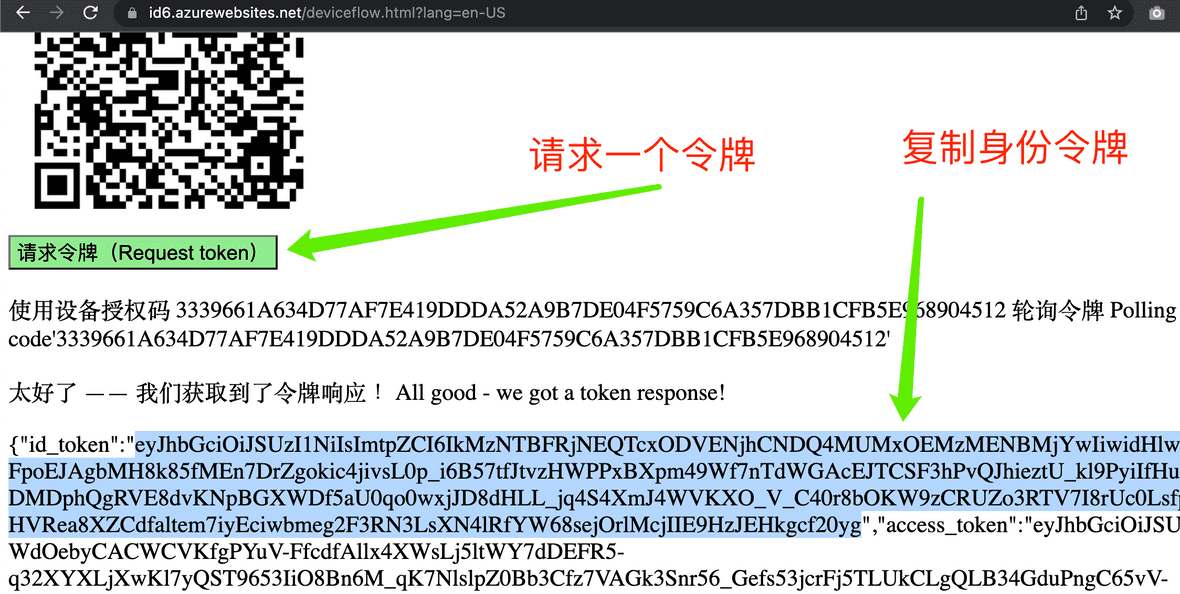 id6.azurewebsites.net/deviceflow.html?lang=en-US
请求一个令牌
复制身份令牌
请求令牌（Request token）
使用设备授权码 3339661A634D77AF7E419DDDA52A9B7DE04F5759C6A357DBB1CFB5E968904512 轮询令牌 Polling
code'3339661A634D77AF7E419DDDA52A9B7DE04F5759C6A357DBB1CFB5E968904512'
太好了 —— 我们获取到了令牌响应 ！ All good - we got a token response!
{"id_token":"eyJhbGciOiJSUzI1NiIsImtpZCI6IkMzNTBFRjNEQTcxODVENjhCNDQ4MUMxOEMzMENBMjYwIiwidHlw
FpoEJAgbMH8k85fMEn7DrZgokic4jivsL0p_i6B57tfJtvzHWPPxBXpm49Wf7nTdWGAcEJTCSF3hPvQJhieztU_kl9PyiIfHu
DMDphQgRVE8dvKNpBGXWDf5aU0qo0wxjJD8dHLL_jq4S4XmJ4WVKXO_V_C40r8bOKW9zCRUZo3RTV7I8rUc0Lsf
HVRea8XZCdfaltem7iyEciwbmeg2F3RN3LsXN4lRfYW68sejOrlMcjIIE9HzJEHkgcf20yg","access_token":"eyJhbGciOiJSU
WdOebyCACWCVKfgPYuV-FfcdfAllx4XWsLj5ltWY7dDEFR5-
q32XYXLjXwKl7yQST9653IiO8Bn6M_qK7NlslpZ0Bb3Cfz7VAGk3Snr56_Gefs53jcrFj5TLUkCLgQLB34GduPngC65vV-